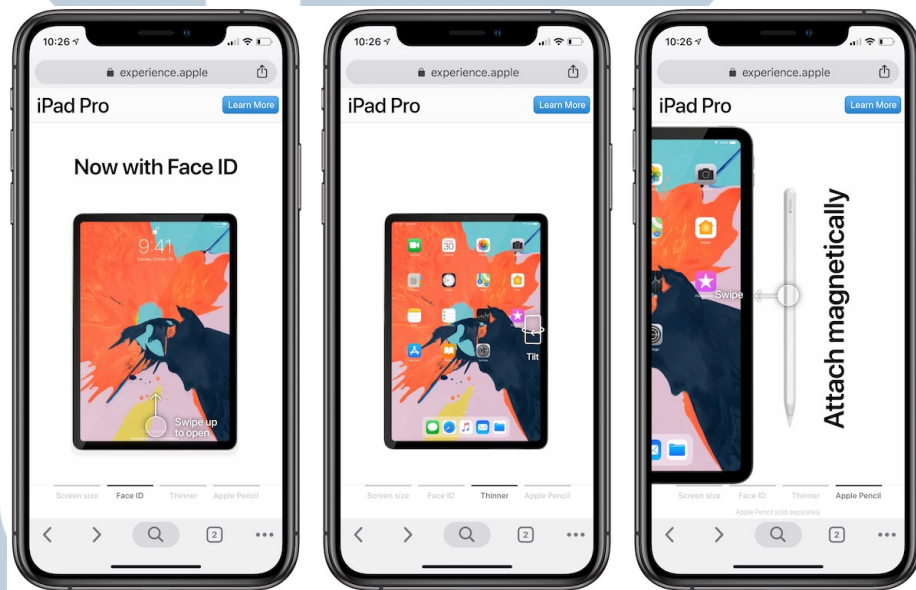 10:26
experience.apple
iPad Pro
Learn More
Now with Face ID
9:41
Swipe up
to open
Screen size
Face ID
Thinner
Apple Pencil
2
10:26
experience.apple
iPad Pro
Learn More
30
Tilt
Screen size
Face ID
Thinner
Apple Pencil
2
10:26
experience.apple
iPad Pro
Learn More
Swipe
Attach magnetically
Screen size
Face ID
Thinner
Apple Pencil
Apple Pencil sold separately
2